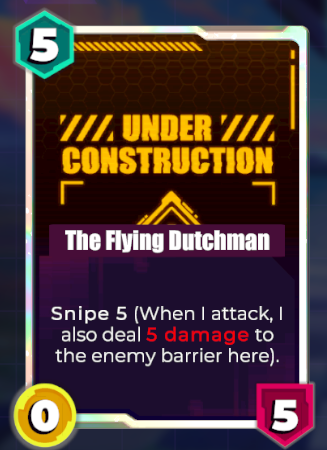 5
/// UNDER ///
CONSTRUCTION
The Flying Dutchman
Snipe 5 (When I attack, I
also deal 5 damage to
the enemy barrier here).
0
5